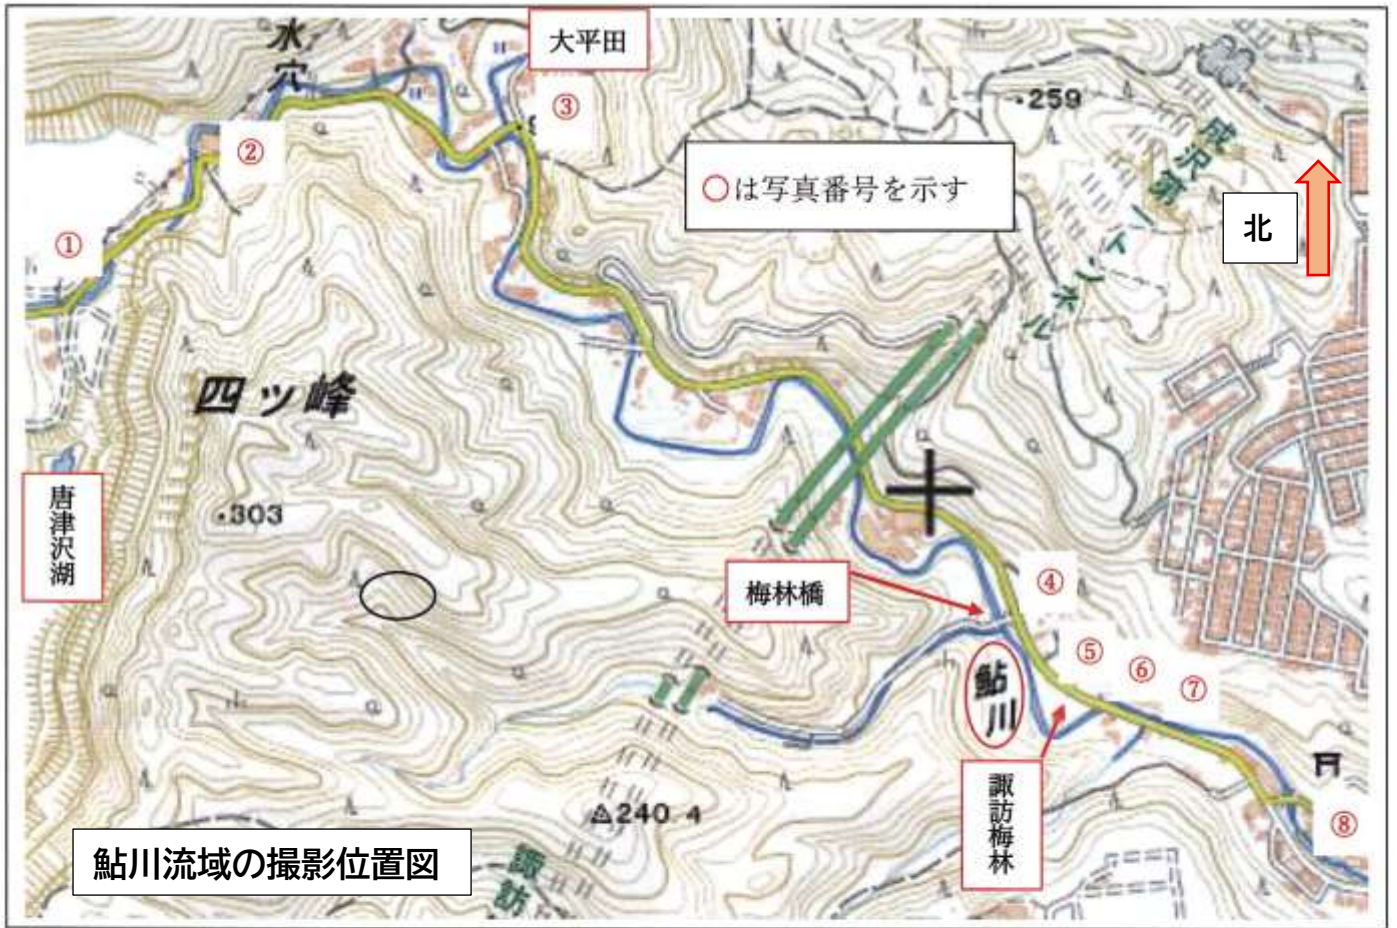 水穴
大平田
③
・259
②
成沢第一トンネル
〇は写真番号を示す
北
①
四ッ峰
・303
唐津沢湖
梅林橋
④
⑤
⑥
⑦
鮎川
諏訪梅林
⑧
240.4
鮎川流域の撮影位置図
諏訪